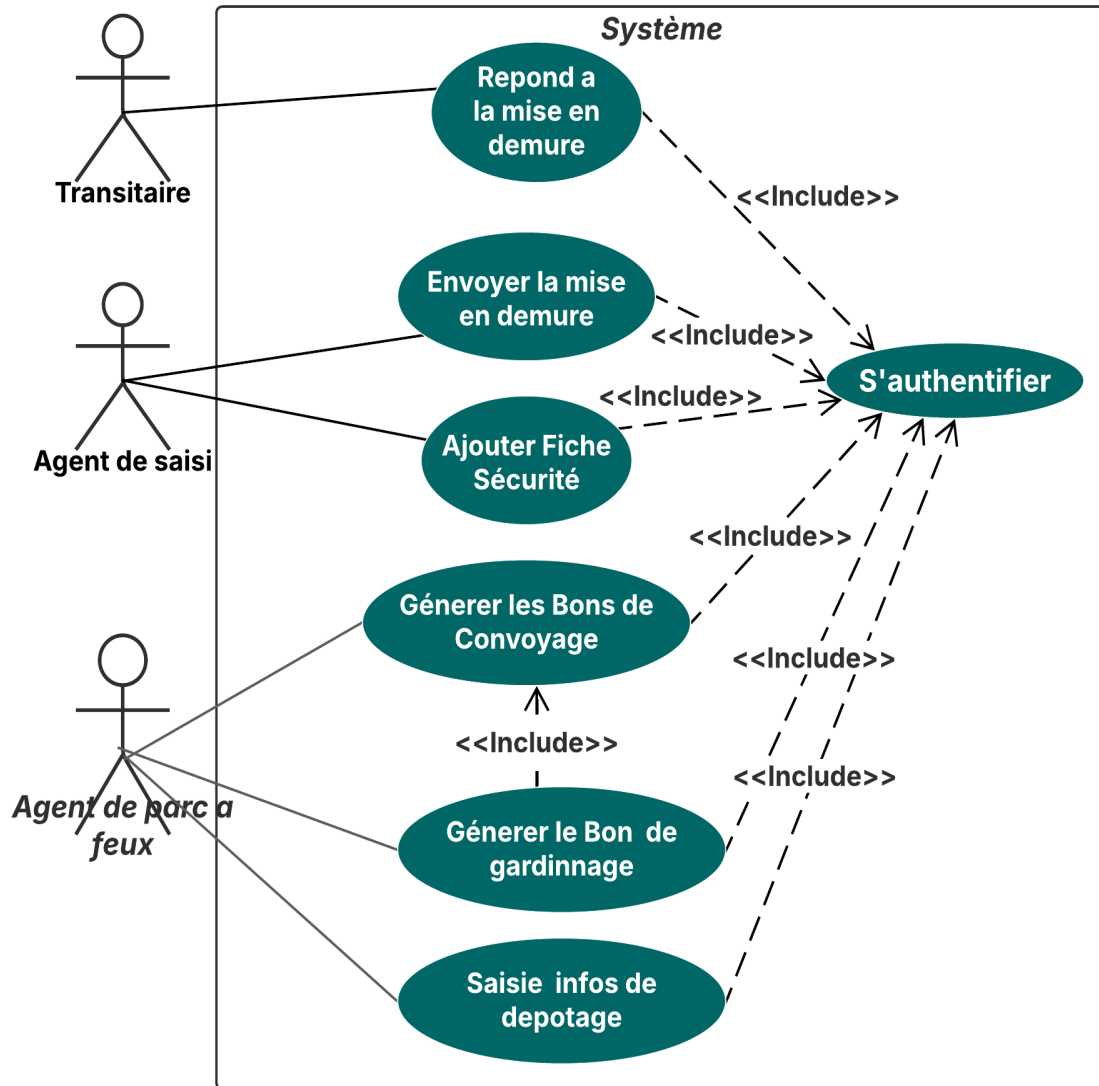 Système
Repond a
la mise en
demure
Transitaire
<<Include>>
Envoyer la mise
en demure
<<Include>>
S'authentifier
<<Include>>
Agent de saisi
Ajouter Fiche
Sécurité
<<Include>>
Génerer les Bons de
Convoyage
<<Include>>
<<Include>>
<<Include>>
Agent de parc a
feux
Génerer le Bon de
gardinnage
Saisie infos de
depotage